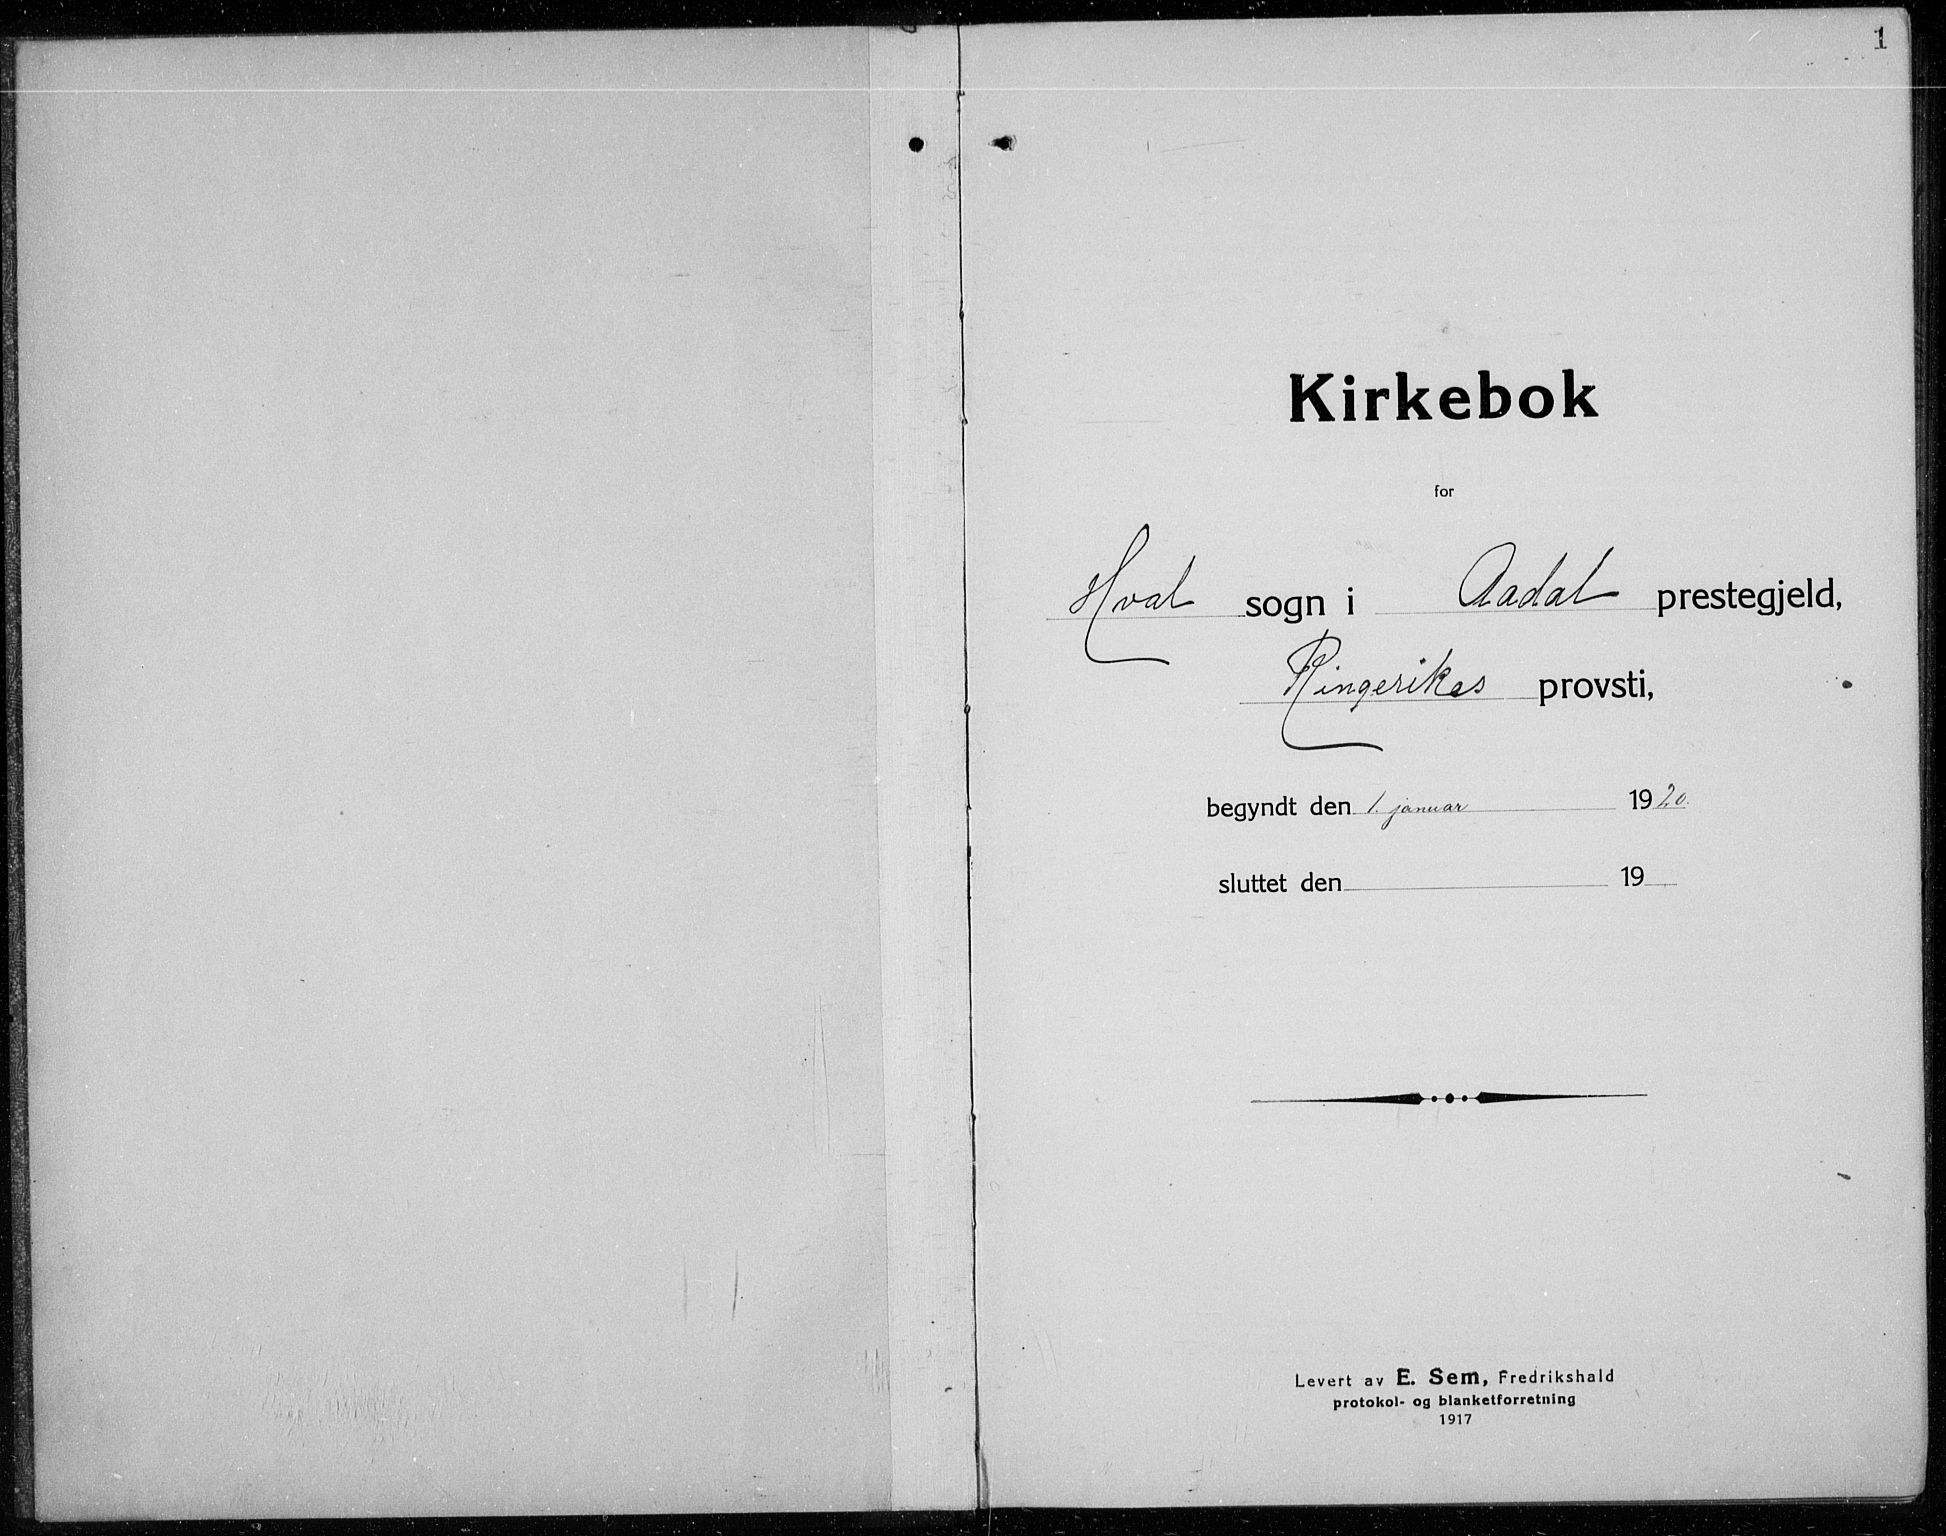 1
Kirkebok
for
Hval sogn i Aadal prestegjeld,
Ringerikes provsti,
begyndt den 1. januar 1920.
sluttet den 19
Levert av E. Sem, Fredrikshald
protokol- og blanketforretning
1917